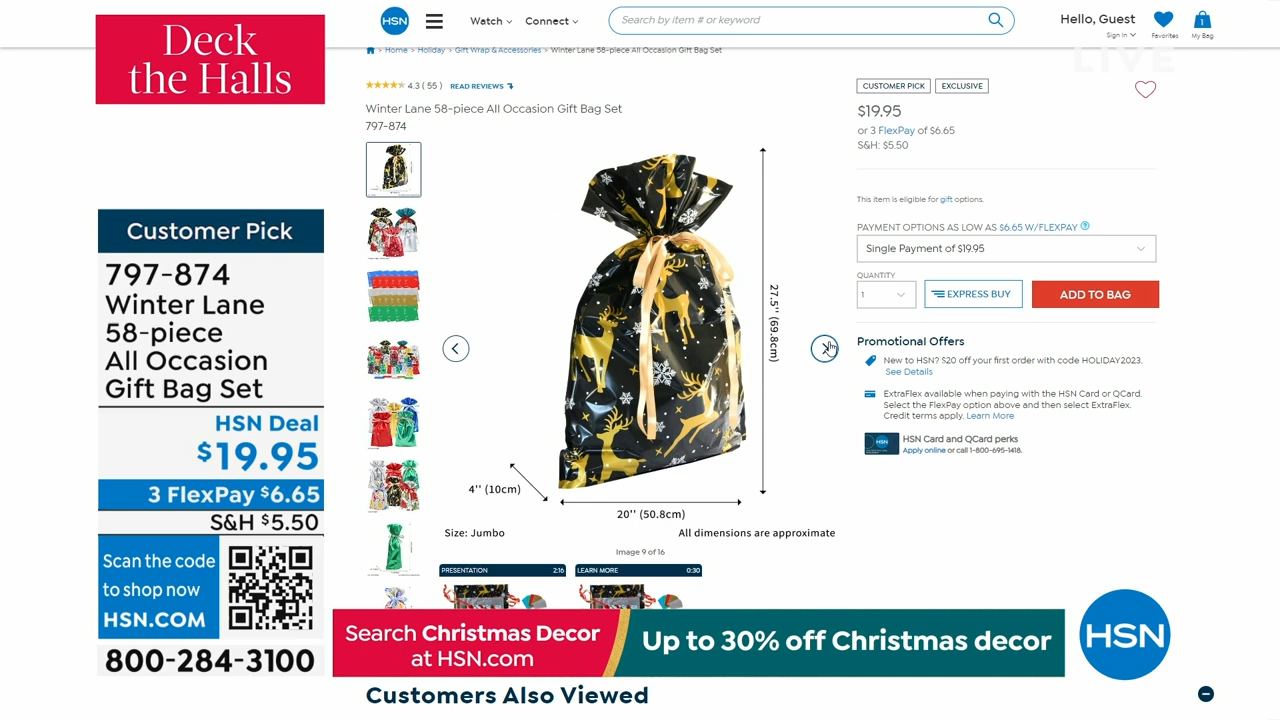 Deck
the Halls
HSN
Watch
Connect
Search by item # or keyword
Hello, Guest
Sign In
Favorites
1
My Bag
LIVE
> Home > Holiday > Gift Wrap & Accessories > Winter Lane 58-piece All Occasion Gift Bag Set
4.3 ( 55 ) READ REVIEWS
Winter Lane 58-piece All Occasion Gift Bag Set
797-874
CUSTOMER PICK
EXCLUSIVE
$19.95
or 3 FlexPay of $6.65
S&H: $5.50
This item is eligible for gift options.
PAYMENT OPTIONS AS LOW AS $6.65 W/FLEXPAY ?
Single Payment of $19.95
QUANTITY
1
EXPRESS BUY
ADD TO BAG
Promotional Offers
New to HSN? $20 off your first order with code HOLIDAY2023.
See Details
ExtraFlex available when paying with the HSN Card or QCard.
Select the FlexPay option above and then select ExtraFlex.
Credit terms apply. Learn More
HSN
HSN Card and QCard perks
Apply online or call 1-800-695-1418.
27.5'' (69.8cm)
4'' (10cm)
20'' (50.8cm)
Size: Jumbo
All dimensions are approximate
Image 9 of 16
PRESENTATION 2:16
LEARN MORE 0:30
Customer Pick
797-874
Winter Lane
58-piece
All Occasion
Gift Bag Set
HSN Deal
$19.95
3 FlexPay $6.65
S&H $5.50
Scan the code
to shop now
HSN.COM
800-284-3100
Search Christmas Decor
at HSN.com
Up to 30% off Christmas decor
HSN
Customers Also Viewed